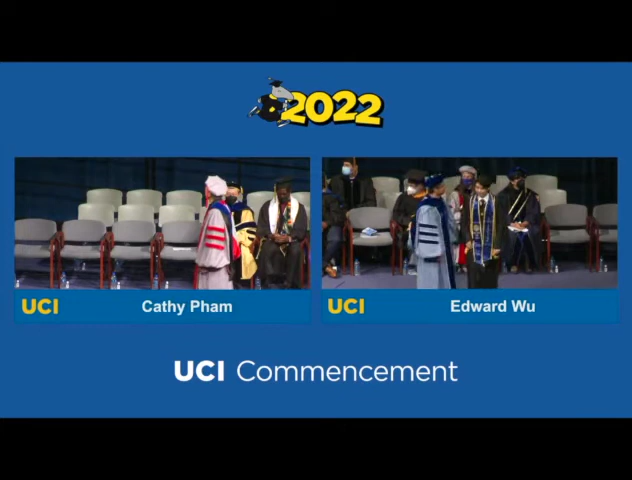 2022
UCI
Cathy Pham
UCI
Edward Wu
UCI Commencement